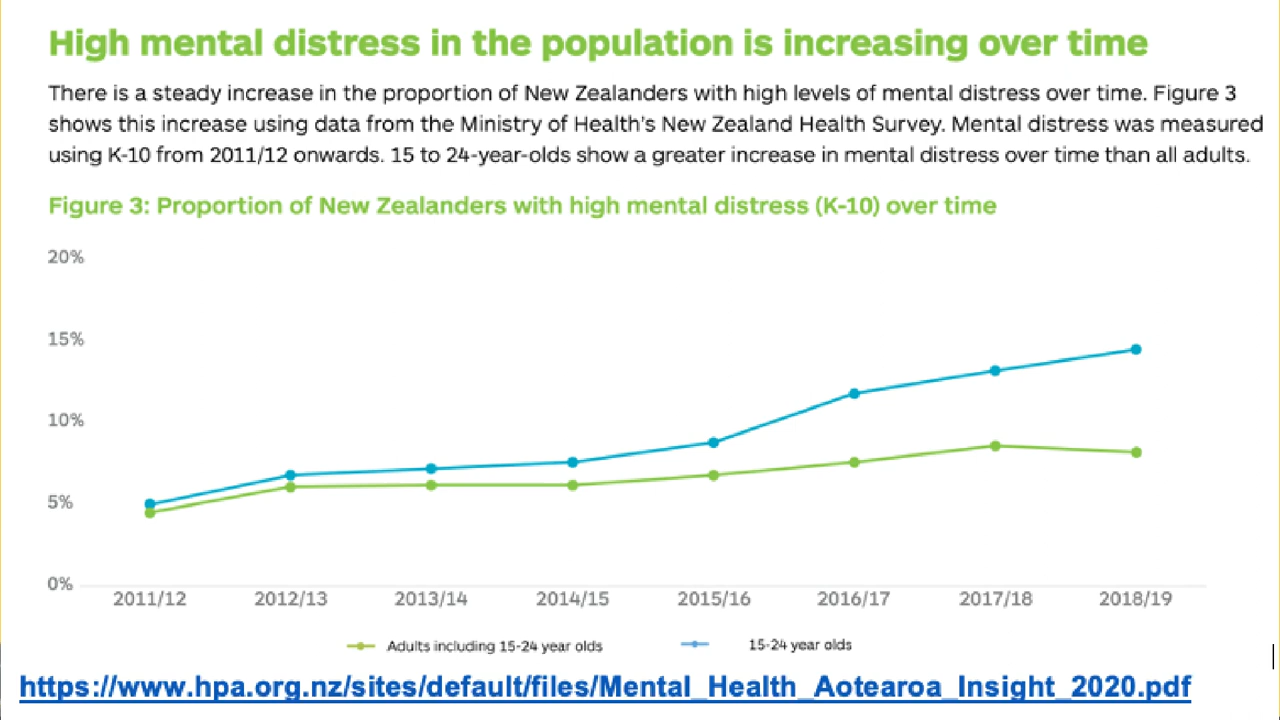 High mental distress in the population is increasing over time
There is a steady increase in the proportion of New Zealanders with high levels of mental distress over time. Figure 3
shows this increase using data from the Ministry of Health's New Zealand Health Survey. Mental distress was measured
using K-10 from 2011/12 onwards. 15 to 24-year-olds show a greater increase in mental distress over time than all adults.
Figure 3: Proportion of New Zealanders with high mental distress (K-10) over time
20%
15%
10%
5%
0%
2011/12 2012/13 2013/14 2014/15 2015/16 2016/17 2017/18 2018/19
Adults including 15-24 year olds 15-24 year olds
https://www.hpa.org.nz/sites/default/files/Mental_Health_Aotearoa_Insight_2020.pdf